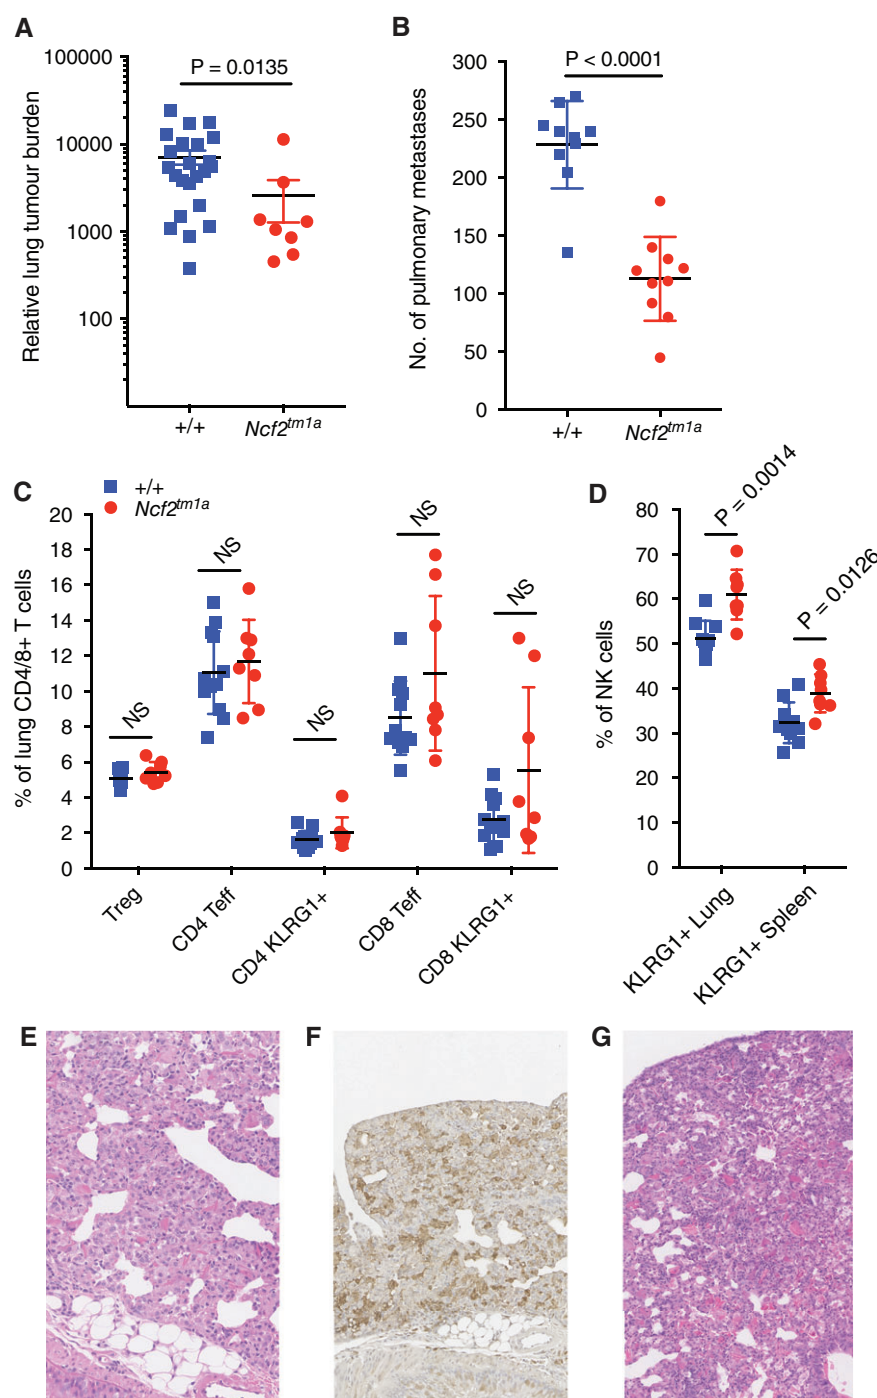 A
Relative lung tumour burden
100000
10000
1000
100
P = 0.0135
+/+
Ncf2tm1a
B
No. of pulmonary metastases
300
250
200
150
100
50
0
P < 0.0001
+/+
Ncf2tm1a
C
+/+
Ncf2tm1a
% of lung CD4/8+ T cells
20
18
16
14
12
10
8
6
4
2
0
NS
NS
NS
NS
NS
Treg
CD4 Teff
CD4 KLRG1+
CD8 Teff
CD8 KLRG1+
D
% of NK cells
80
70
60
50
40
30
20
10
0
P = 0.0014
P = 0.0126
KLRG1+ Lung
KLRG1+ Spleen
E
F
G